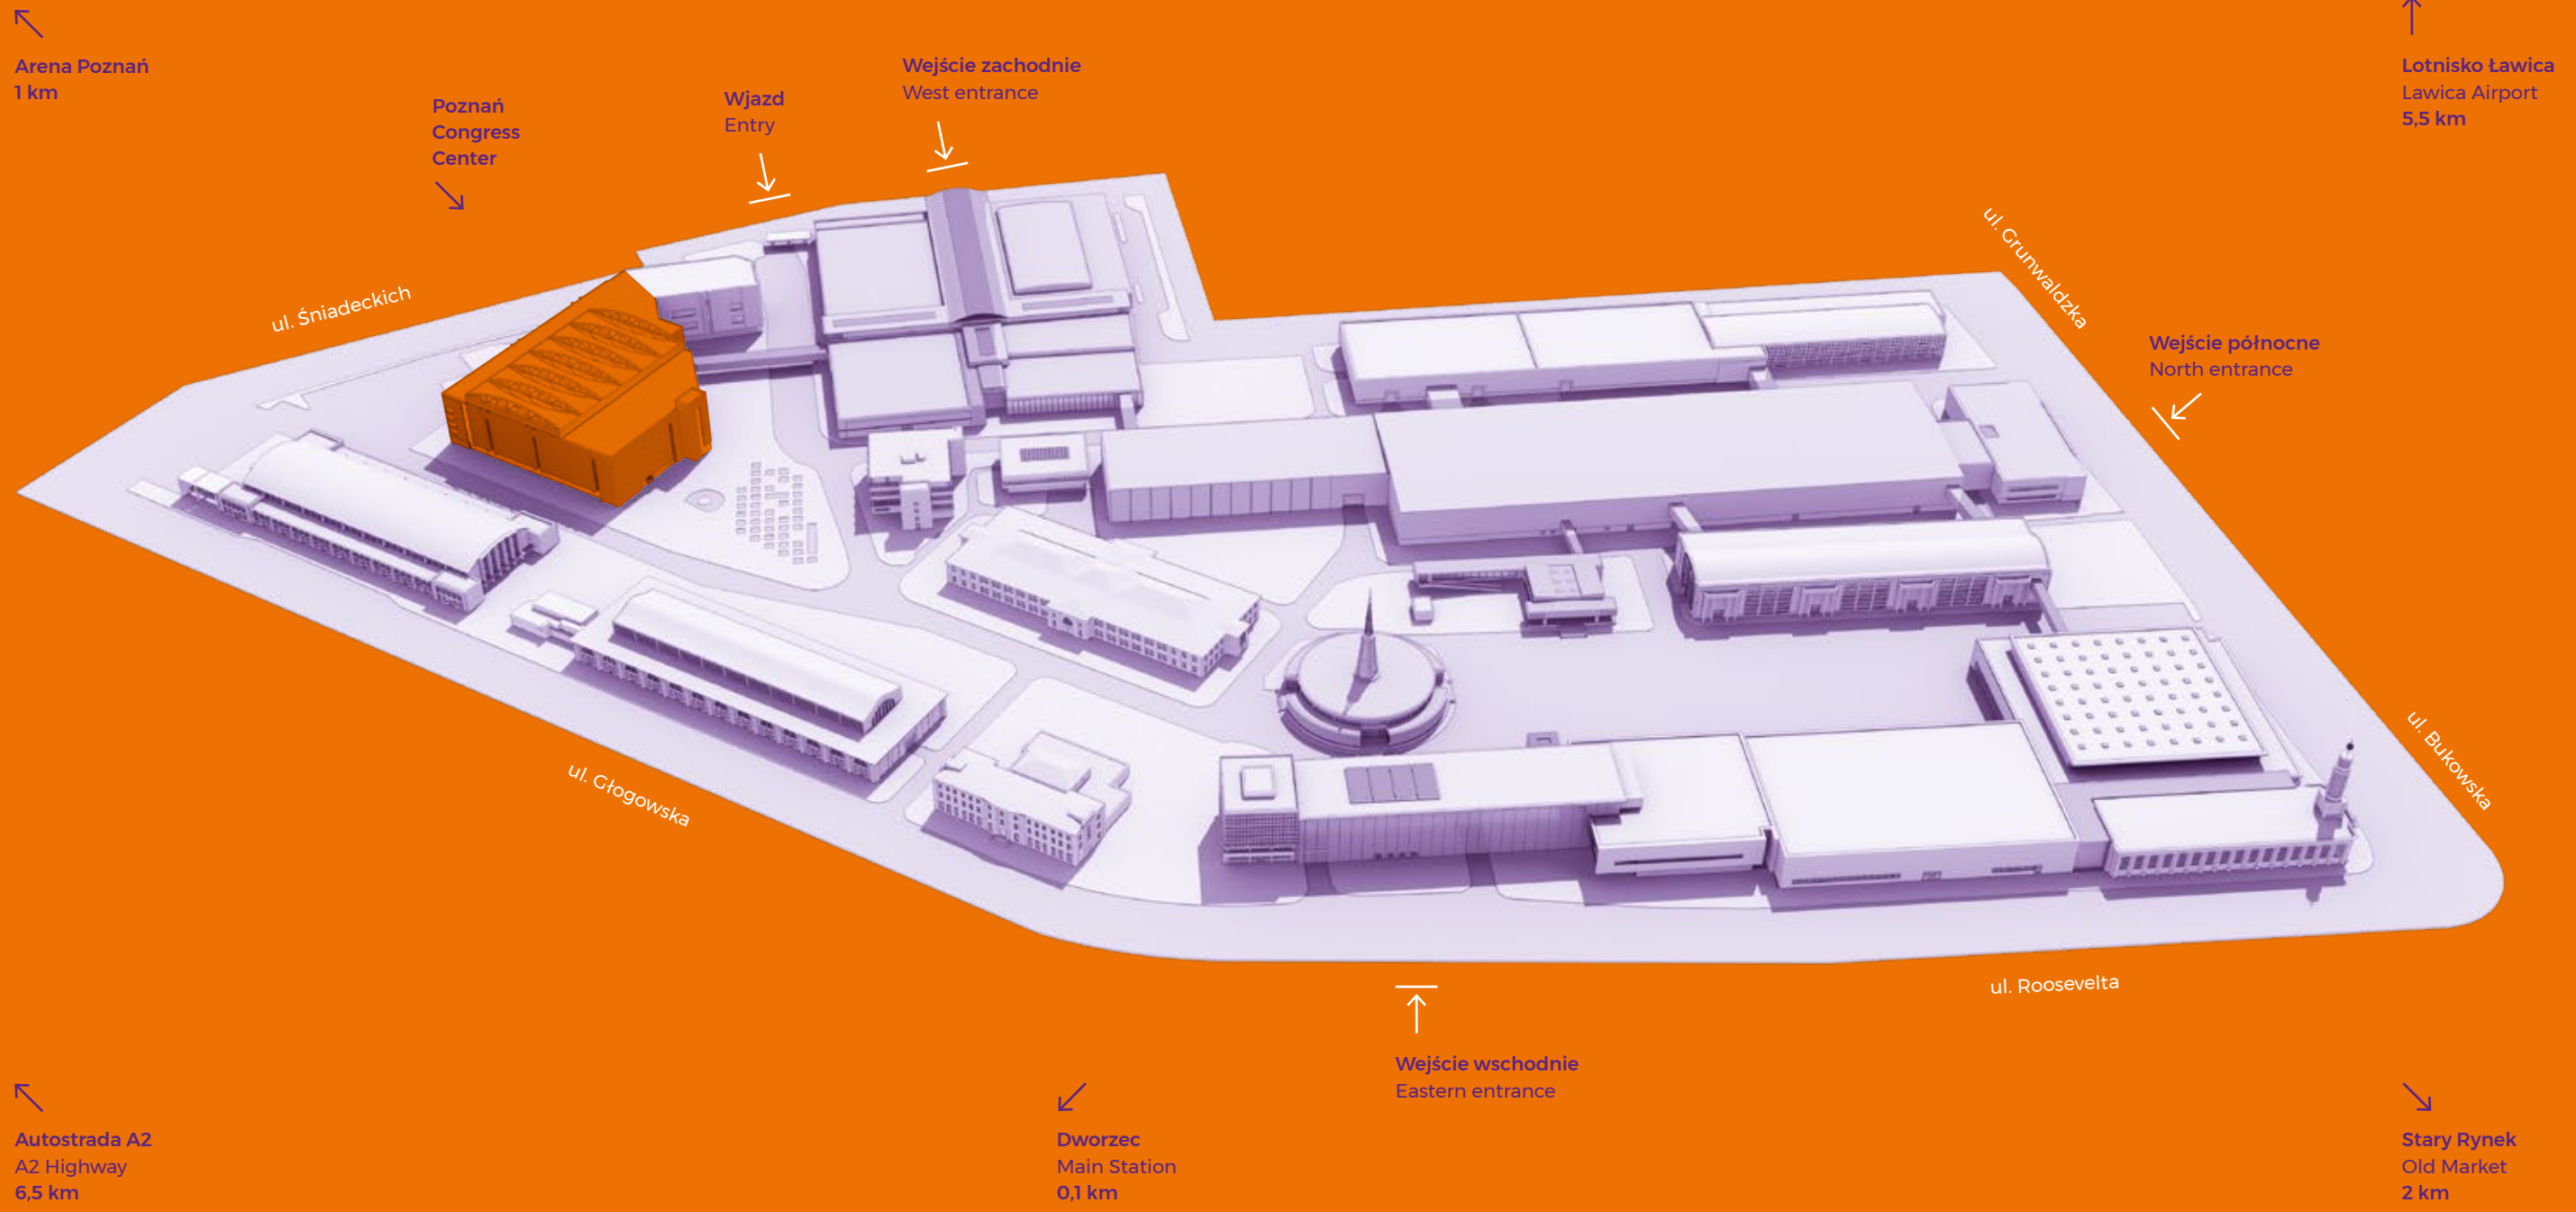 Arena Poznań
1 km
Poznań
Congress
Center
Wjazd
Entry
Wejście zachodnie
West entrance
Lotnisko Ławica
Lawica Airport
5,5 km
ul. Śniadeckich
ul. Grunwaldzka
Wejście północne
North entrance
ul. Głogowska
ul. Bukowska
ul. Roosevelta
Wejście wschodnie
Eastern entrance
Autostrada A2
A2 Highway
6,5 km
Dworzec
Main Station
0,1 km
Stary Rynek
Old Market
2 km